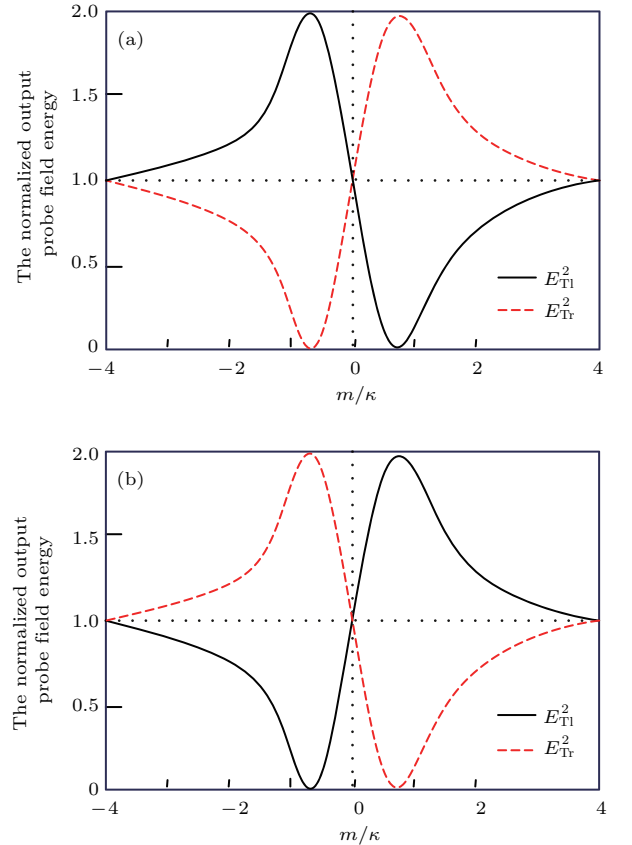 (a)
The normalized output
probe field energy
2.0
1.5
1.0
0.5
0
−4
−2
0
2
4
m/κ
E²Tl
E²Tr
(b)
The normalized output
probe field energy
2.0
1.5
1.0
0.5
0
−4
−2
0
2
4
m/κ
E²Tl
E²Tr